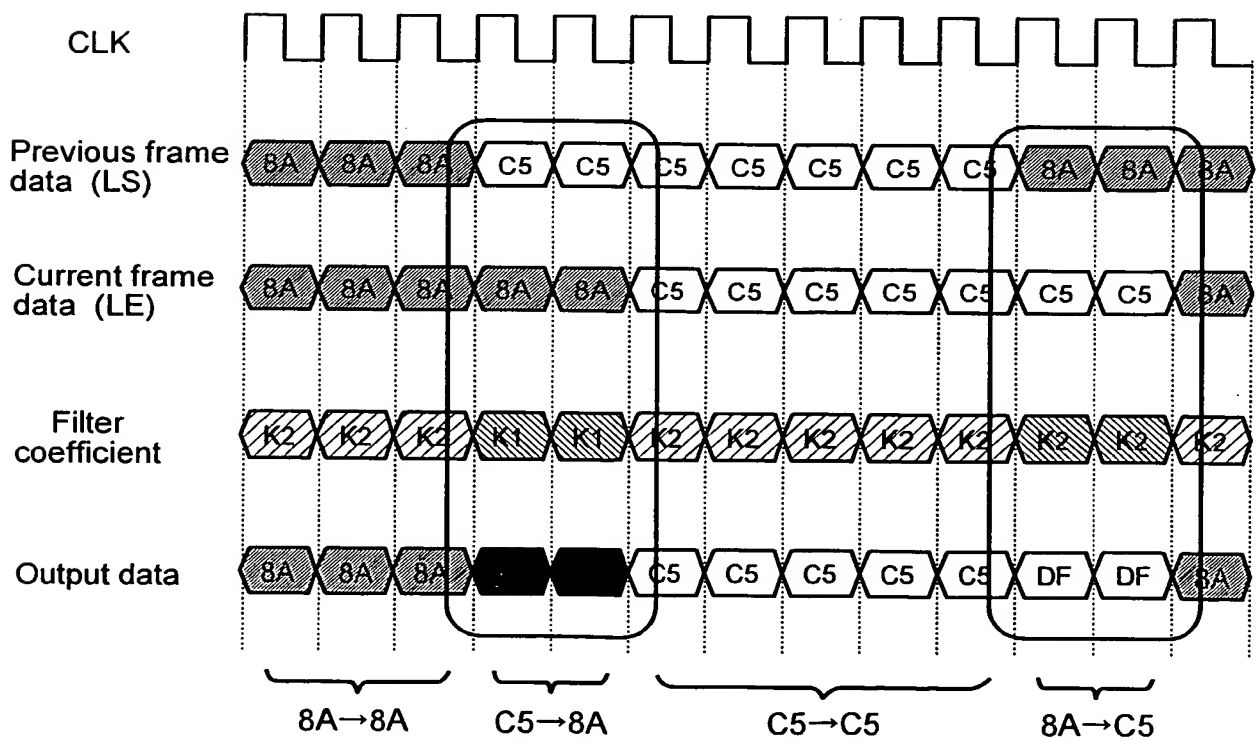 CLK
Previous frame data (LS)
8A 8A 8A C5 C5 C5 C5 C5 C5 C5 8A 8A 8A
Current frame data (LE)
8A 8A 8A 8A 8A C5 C5 C5 C5 C5 C5 C5 8A
Filter coefficient
K2 K2 K2 K1 K1 K2 K2 K2 K2 K2 K2 K2 K2
Output data
8A 8A 8A C5 C5 C5 C5 C5 DF DF 8A
8A→8A
C5→8A
C5→C5
8A→C5